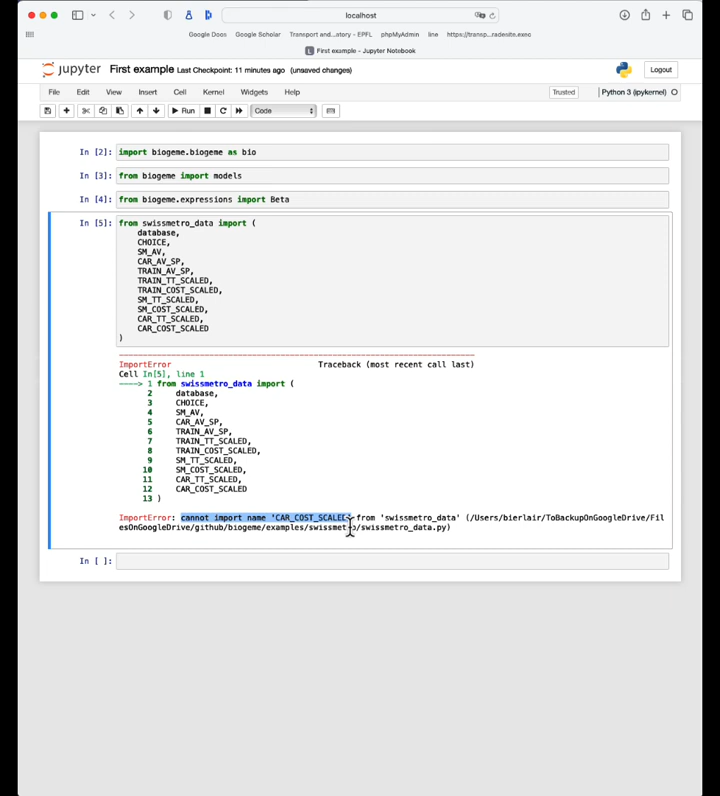 localhost
Google Docs Google Scholar Transport and...story - EPFL phpMyAdmin line https://transp...radesite.exec
First example - Jupyter Notebook
jupyter First example Last Checkpoint: 11 minutes ago (unsaved changes)
Logout
File Edit View Insert Cell Kernel Widgets Help
Trusted
Python 3 (ipykernel)
Run
Code
In [2]: import biogeme.biogeme as bio
In [3]: from biogeme import models
In [4]: from biogeme.expressions import Beta
In [5]: from swissmetro_data import (
database,
CHOICE,
SM_AV,
CAR_AV_SP,
TRAIN_AV_SP,
TRAIN_TT_SCALED,
TRAIN_COST_SCALED,
SM_TT_SCALED,
SM_COST_SCALED,
CAR_TT_SCALED,
CAR_COST_SCALED
)
ImportError Traceback (most recent call last)
Cell In[5], line 1
----> 1 from swissmetro_data import (
2 database,
3 CHOICE,
4 SM_AV,
5 CAR_AV_SP,
6 TRAIN_AV_SP,
7 TRAIN_TT_SCALED,
8 TRAIN_COST_SCALED,
9 SM_TT_SCALED,
10 SM_COST_SCALED,
11 CAR_TT_SCALED,
12 CAR_COST_SCALED
13 )
ImportError: cannot import name 'CAR_COST_SCALED' from 'swissmetro_data' (/Users/bierlair/ToBackupOnGoogleDrive/Fil
esOnGoogleDrive/github/biogeme/examples/swissmetro/swissmetro_data.py)
In [ ]: